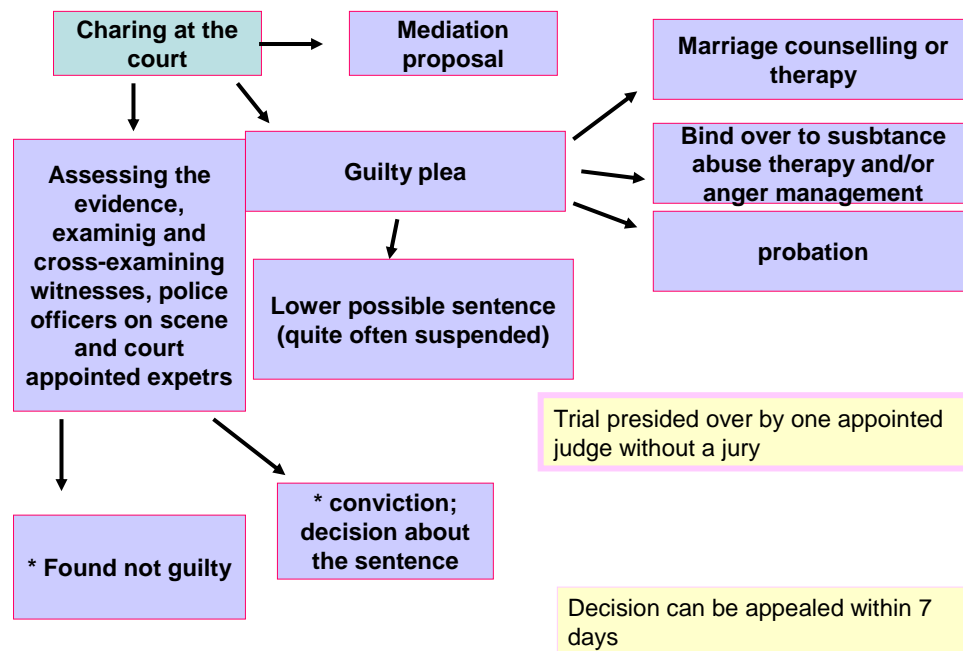 Charing at the
court
Mediation
proposal
Marriage counselling or
therapy
Assessing the
evidence,
examinig and
cross-examining
witnesses, police
officers on scene
and court
appointed expetrs
Guilty plea
Bind over to susbtance
abuse therapy and/or
anger management
probation
Lower possible sentence
(quite often suspended)
Trial presided over by one appointed
judge without a jury
* Found not guilty
* conviction;
decision about
the sentence
Decision can be appealed within 7
days